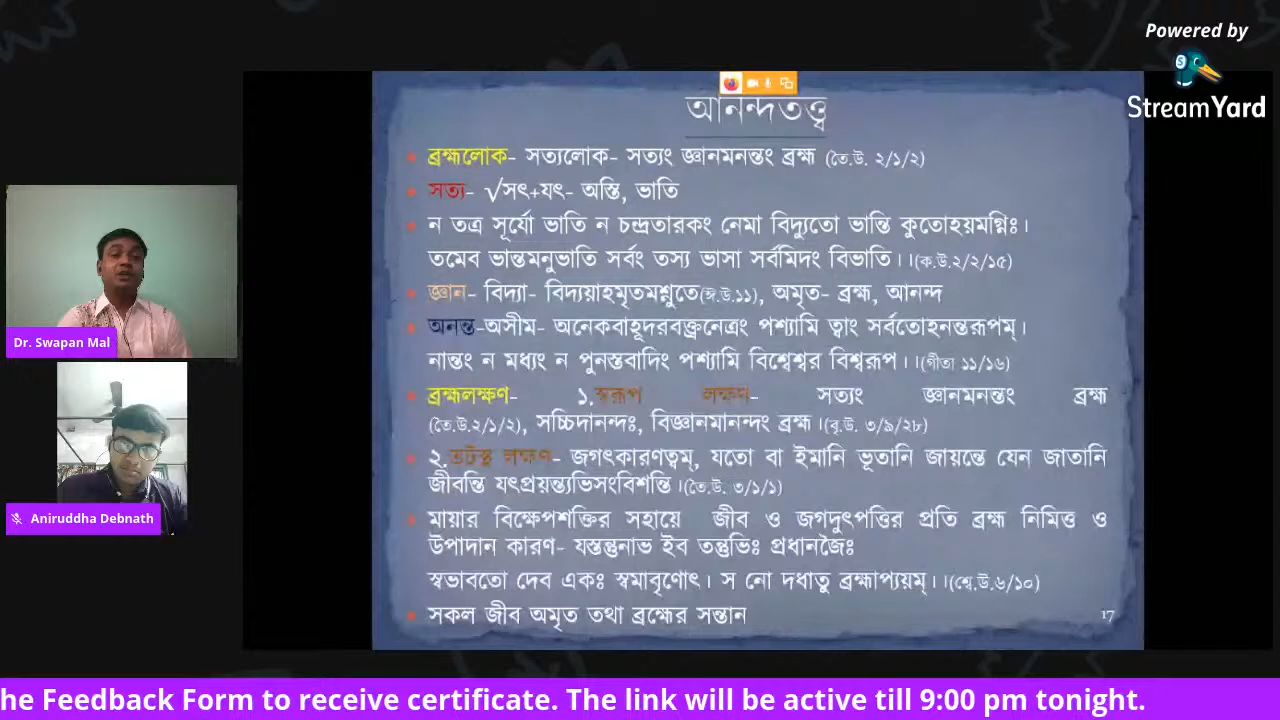 Powered by
StreamYard
আনন্দতত্ত্ব
ব্রহ্মলোক- সত্যলোক- সত্যং জ্ঞানমনন্তং ব্রহ্ম (তৈ.উ. ২/১/২)
সত্য- √সৎ+যৎ- অস্তি, ভাতি
ন তত্র সূর্যো ভাতি ন চন্দ্রতারকং নেমা বিদ্যুতো ভান্তি কুতোহয়মগ্নিঃ।
তমেব ভান্তমনুভাতি সর্বং তস্য ভাসা সর্বমিদং বিভাতি।।(ক.উ.২/২/১৫)
জ্ঞান- বিদ্যা- বিদ্যয়াহমৃতমশ্নুতে(ঈ.উ.১১), অমৃত- ব্রহ্ম, আনন্দ
অনন্ত-অসীম- অনেকবাহূদরবক্ত্রনেত্রং পশ্যামি ত্বাং সর্বতোহনন্তরূপম্।
নান্তং ন মধ্যং ন পুনস্তবাদিং পশ্যামি বিশ্বেশ্বর বিশ্বরূপ।।(গীতা ১১/১৬)
ব্রহ্মলক্ষণ- ১.স্বরূপ লক্ষণ- সত্যং জ্ঞানমনন্তং ব্রহ্ম
(তৈ.উ.২/১/২), সচ্চিদানন্দঃ, বিজ্ঞানমানন্দং ব্রহ্ম।(বৃ.উ. ৩/৯/২৮)
২.তটস্থ লক্ষণ- জগৎকারণত্বম্, যতো বা ইমানি ভূতানি জায়ন্তে যেন জাতানি
জীবন্তি যৎপ্রয়ন্ত্যভিসংবিশন্তি।(তৈ.উ. ৩/১/১)
মায়ার বিক্ষেপশক্তির সহায়ে জীব ও জগদুৎপত্তির প্রতি ব্রহ্ম নিমিত্ত ও
উপাদান কারণ- যস্তন্তুনাভ ইব তন্তুভিঃ প্রধানজৈঃ
স্বভাবতো দেব একঃ স্বমাবৃণোৎ। স নো দধাতু ব্রহ্মাপ্যয়ম্।।(শ্বে.উ.৬/১০)
সকল জীব অমৃত তথা ব্রহ্মের সন্তান
17
Dr. Swapan Mal
Aniruddha Debnath
he Feedback Form to receive certificate. The link will be active till 9:00 pm tonight.